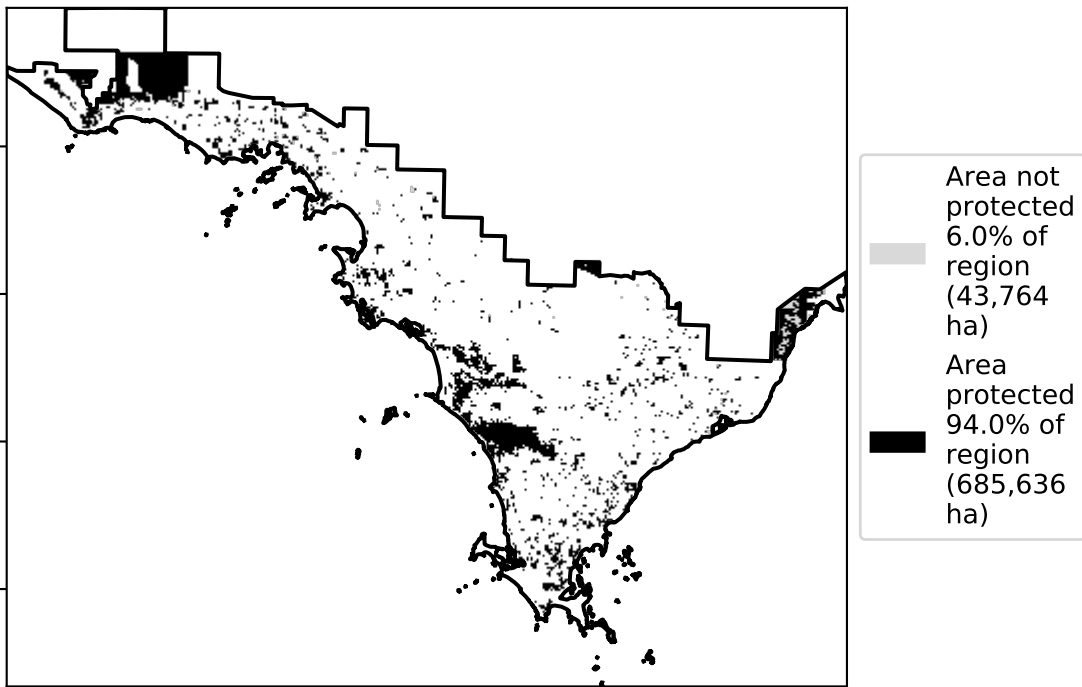 Area not
protected
6.0% of
region
(43,764
ha)
Area
protected
94.0% of
region
(685,636
ha)